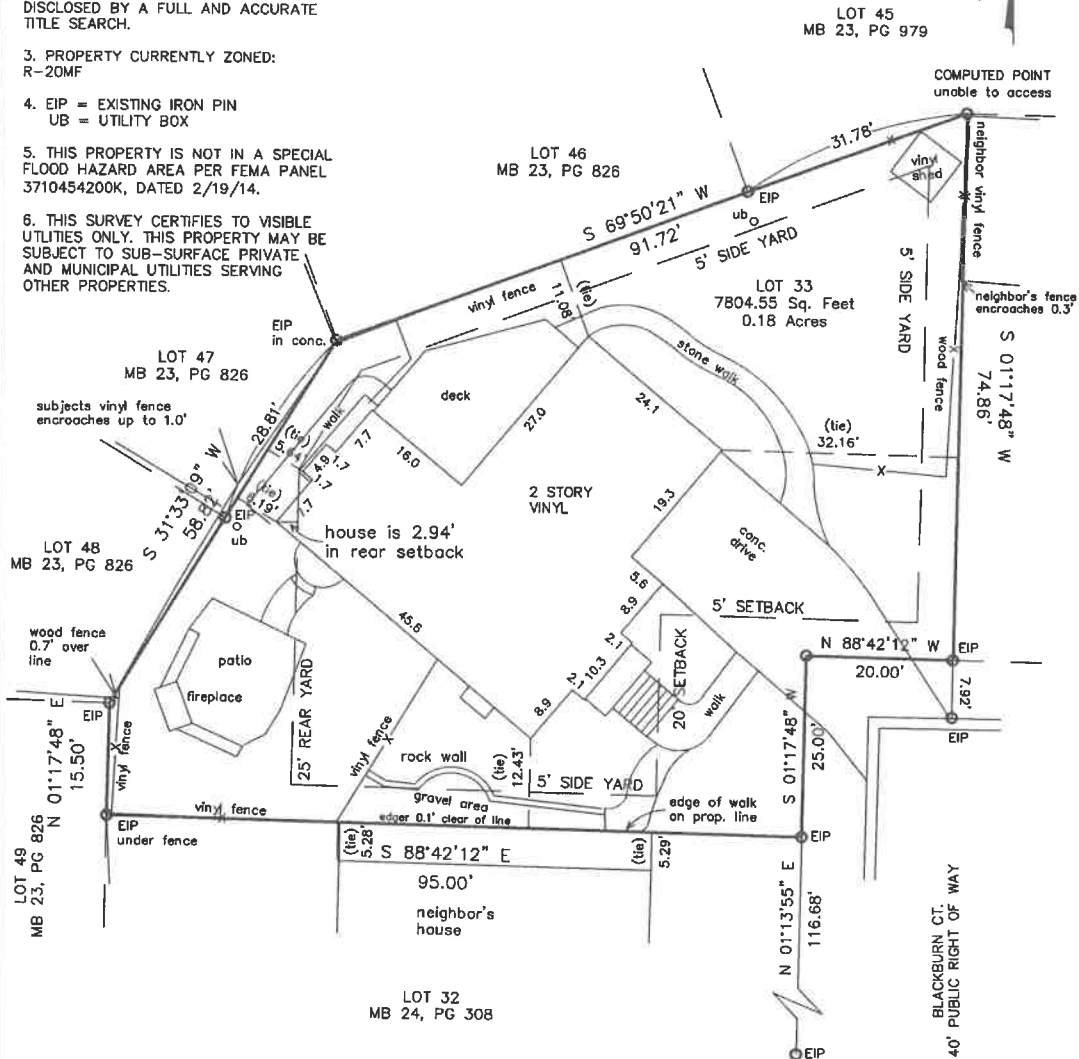 DISCLOSED BY A FULL AND ACCURATE
TITLE SEARCH.
3. PROPERTY CURRENTLY ZONED:
R-20MF
4. EIP = EXISTING IRON PIN
UB = UTILITY BOX
5. THIS PROPERTY IS NOT IN A SPECIAL
FLOOD HAZARD AREA PER FEMA PANEL
3710454200K, DATED 2/19/14.
6. THIS SURVEY CERTIFIES TO VISIBLE
UTILITIES ONLY. THIS PROPERTY MAY BE
SUBJECT TO SUB-SURFACE PRIVATE
AND MUNICIPAL UTILITIES SERVING
OTHER PROPERTIES.
LOT 45
MB 23, PG 979
COMPUTED POINT
unable to access
LOT 46
MB 23, PG 826
31.78'
vinyl
shed
neighbor vinyl fence
EIP
ub
S 69°50'21" W
91.72'
5' SIDE YARD
LOT 33
7804.55 Sq. Feet
0.18 Acres
5' SIDE YARD
neighbor's fence
encroaches 0.3'
S 01°17'48" W
74.86'
wood fence
vinyl fence
11.08'
(tie)
EIP
in conc.
LOT 47
MB 23, PG 826
subjects vinyl fence
encroaches up to 1.0'
28.81'
walk
(tie)
deck
stone walk
24.1
27.0
16.0
7.7
1.7
4.9
1.7
7.7
(tie)
32.16'
x
(tie)
S 31°33'09" W
EIP
ub
2 STORY
VINYL
19.3
conc.
drive
house is 2.94'
in rear setback
LOT 48
MB 23, PG 826
45.6
5.6
8.9
5' SETBACK
wood fence
0.7' over
line
patio
fireplace
2.1
10.3
2.1
8.9
20' SETBACK
walk
N 88°42'12" W
20.00'
EIP
7.92'
EIP
EIP
N 01°17'48" E
15.50'
vinyl fence
25' REAR YARD
vinyl fence
rock wall
(tie)
12.43'
5' SIDE YARD
S 01°17'48" W
25.00'
gravel area
edger 0.1' clear of line
edge of walk
on prop. line
vinyl fence
EIP
under fence
EIP
LOT 49
MB 23, PG 826
(tie)
5.28'
S 88°42'12" E
95.00'
(tie)
5.29'
neighbor's
house
N 01°13'55" E
116.68'
BLACKBURN CT.
40' PUBLIC RIGHT OF WAY
LOT 32
MB 24, PG 308
EIP